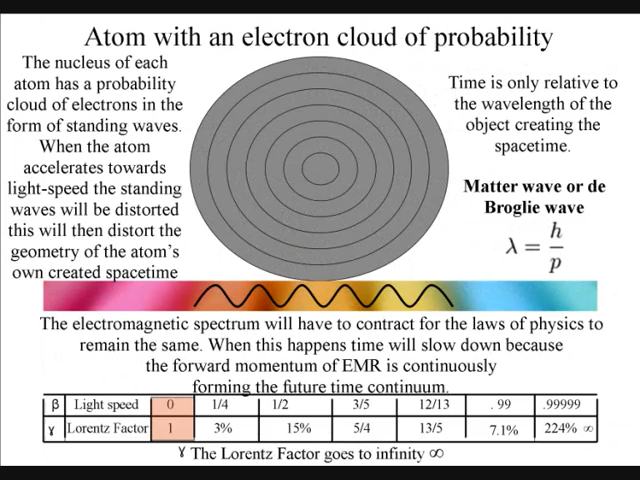 Atom with an electron cloud of probability
The nucleus of each
atom has a probability
cloud of electrons in the
form of standing waves.
When the atom
accelerates towards
light-speed the standing
waves will be distorted
this will then distort the
geometry of the atom's
own created spacetime
Time is only relative to
the wavelength of the
object creating the
spacetime.
Matter wave or de
Broglie wave
λ = h/p
The electromagnetic spectrum will have to contract for the laws of physics to
remain the same. When this happens time will slow down because
the forward momentum of EMR is continuously
forming the future time continuum.
β Light speed 0 1/4 1/2 3/5 12/13 .99 .99999
γ Lorentz Factor 1 3% 15% 5/4 13/5 7.1% 224% ∞
γ The Lorentz Factor goes to infinity ∞